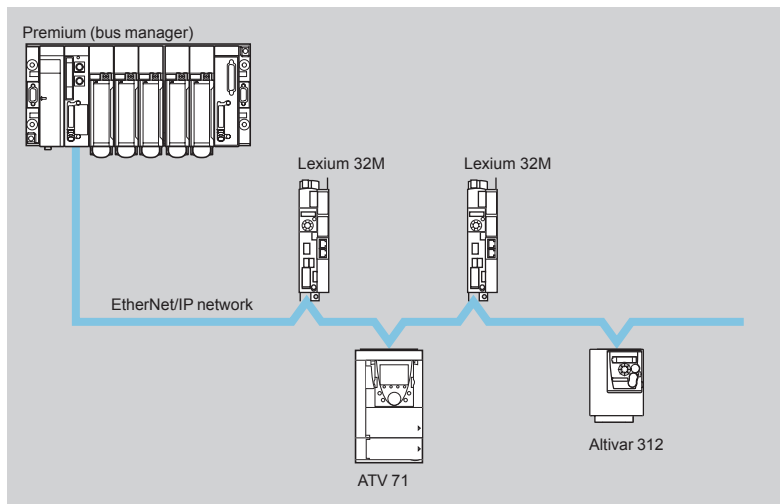 Premium (bus manager)
Lexium 32M
Lexium 32M
EtherNet/IP network
ATV 71
Altivar 312